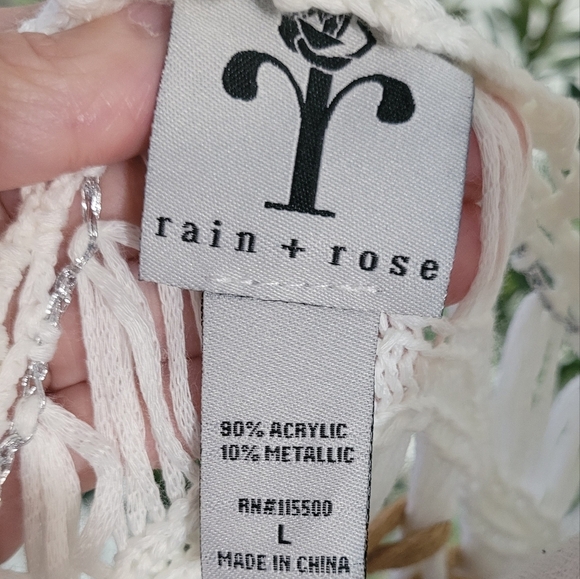 rain + rose
90% ACRYLIC
10% METALLIC
RN#115500
L
MADE IN CHINA